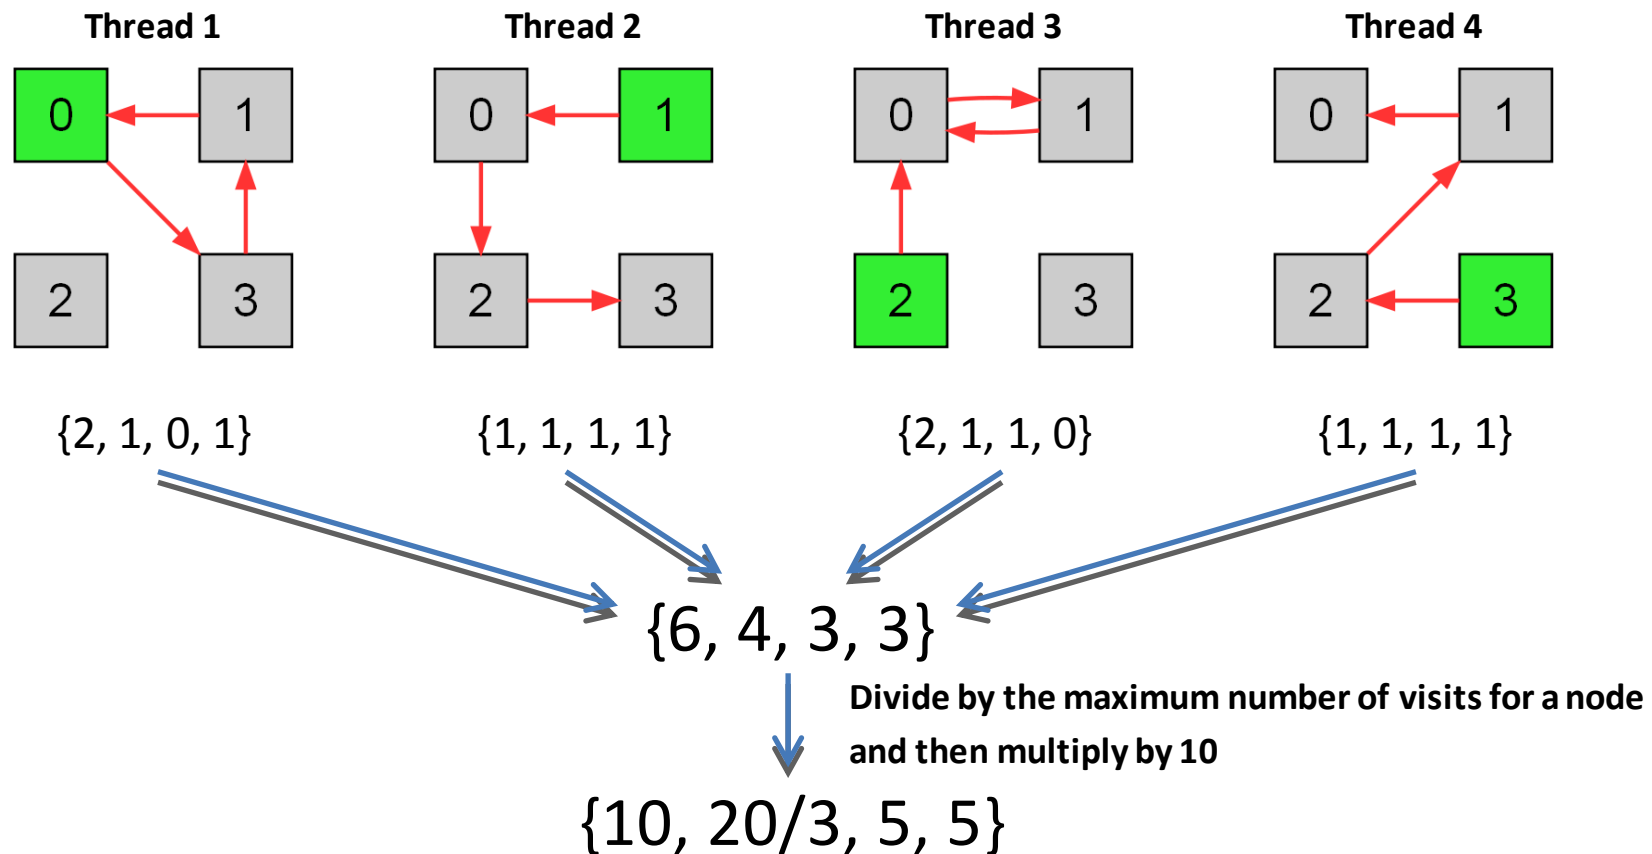 Thread 1 Thread 2 Thread 3 Thread 4
0 1 0 1 0 1 0 1
2 3 2 3 2 3 2 3
{2, 1, 0, 1} {1, 1, 1, 1} {2, 1, 1, 0} {1, 1, 1, 1}
{6, 4, 3, 3}
Divide by the maximum number of visits for a node
and then multiply by 10
{10, 20/3, 5, 5}